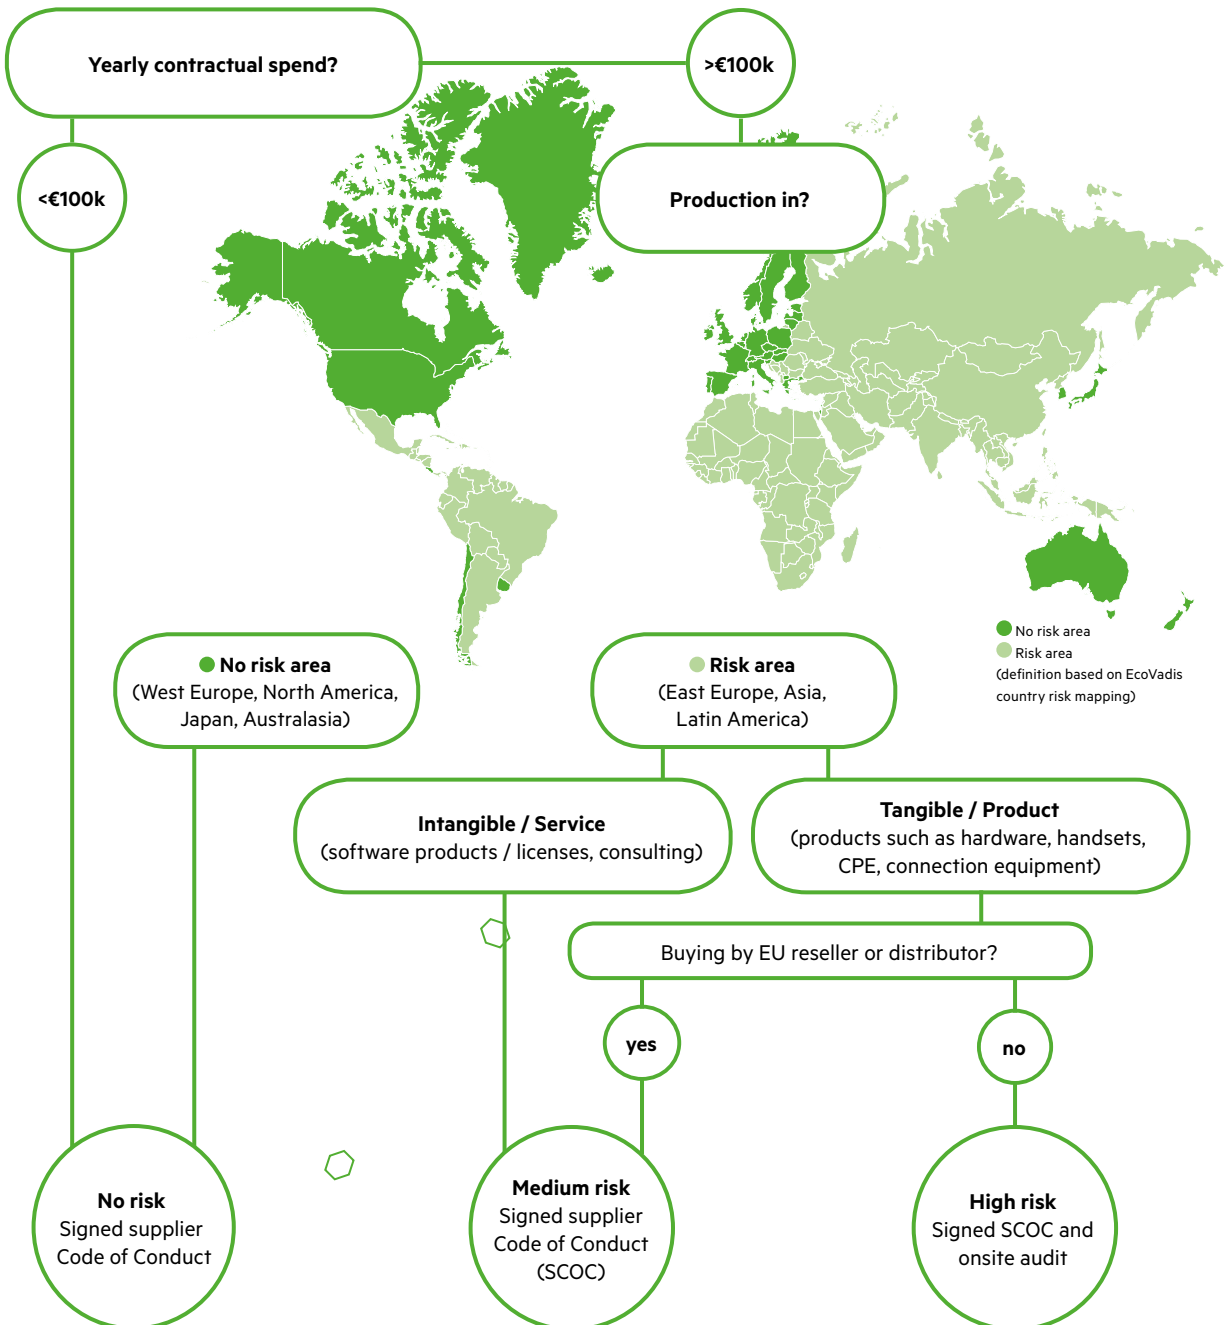 Yearly contractual spend?
>€100k
<€100k
Production in?
No risk area
Risk area
(definition based on EcoVadis
country risk mapping)
No risk area
(West Europe, North America,
Japan, Australasia)
Risk area
(East Europe, Asia,
Latin America)
Intangible / Service
(software products / licenses, consulting)
Tangible / Product
(products such as hardware, handsets,
CPE, connection equipment)
Buying by EU reseller or distributor?
yes
no
No risk
Signed supplier
Code of Conduct
Medium risk
Signed supplier
Code of Conduct
(SCOC)
High risk
Signed SCOC and
onsite audit